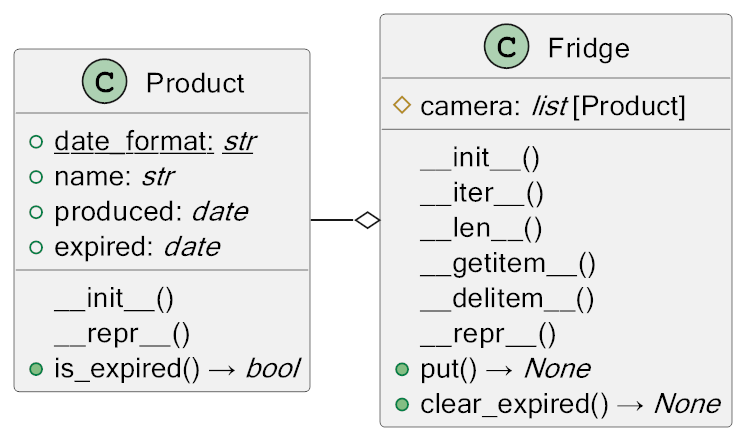 C Product
date_format: str
name: str
produced: date
expired: date
__init__()
__repr__()
is_expired() → bool
C Fridge
camera: list [Product]
__init__()
__iter__()
__len__()
__getitem__()
__delitem__()
__repr__()
put() → None
clear_expired() → None